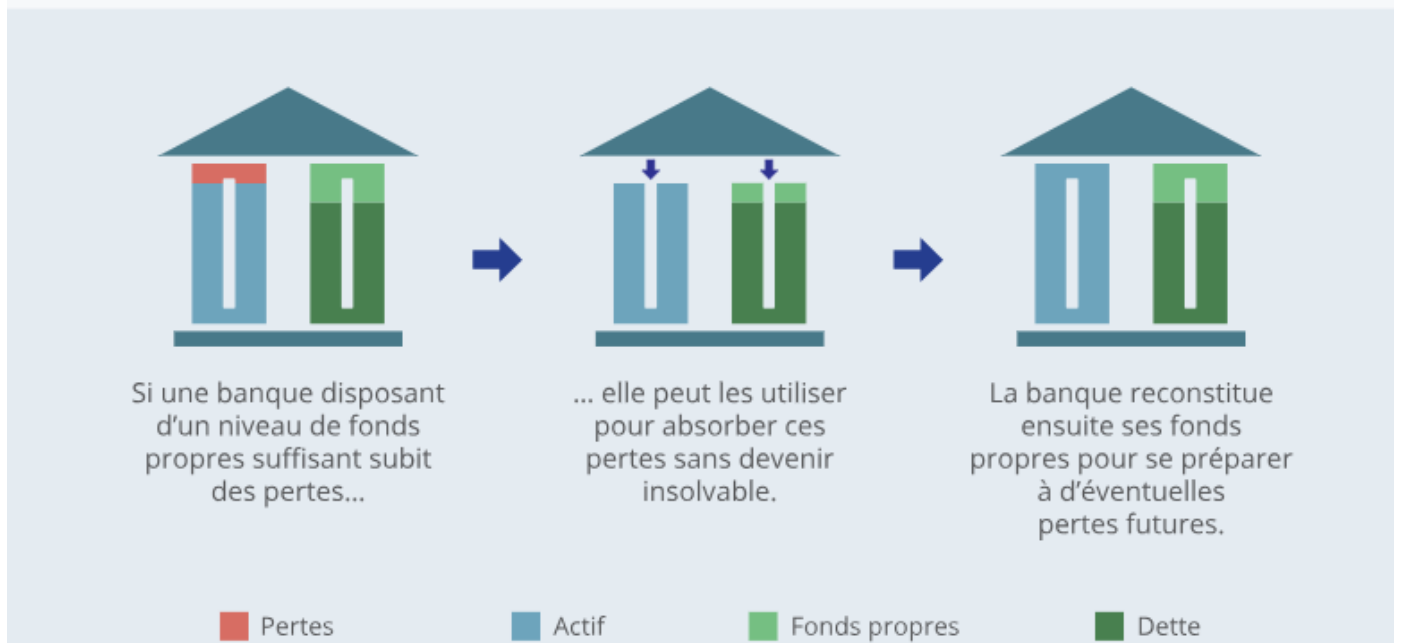 Si une banque disposant
d’un niveau de fonds
propres suffisant subit
des pertes...
... elle peut les utiliser
pour absorber ces
pertes sans devenir
insolvable.
La banque reconstitue
ensuite ses fonds
propres pour se préparer
à d’éventuelles
pertes futures.
Pertes
Actif
Fonds propres
Dette